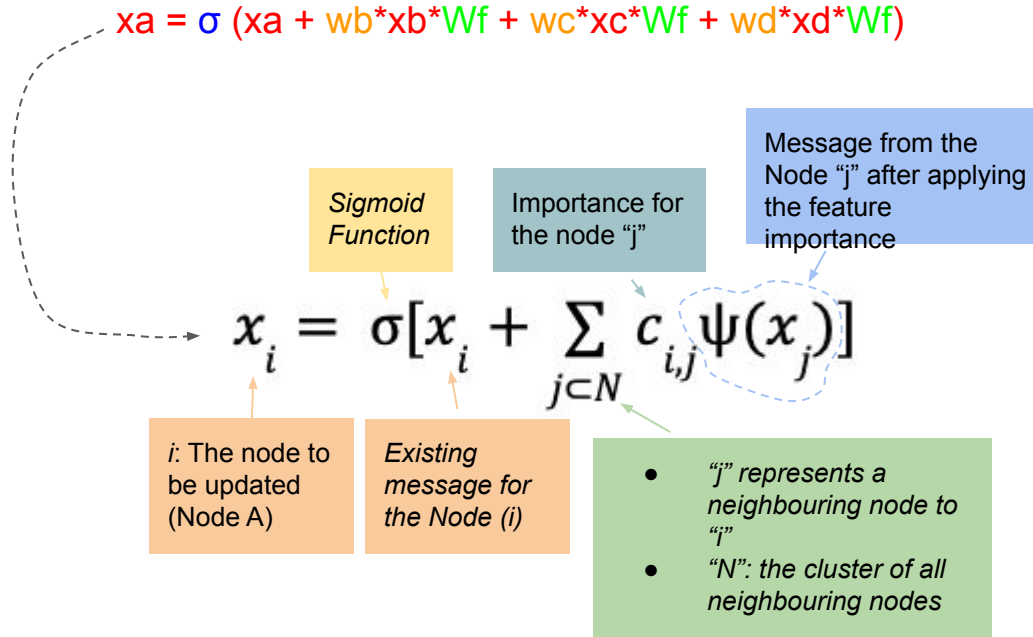 xa = σ (xa + wb*xb*Wf + wc*xc*Wf + wd*xd*Wf)
Message from the
Node “j” after applying
the feature
importance
Sigmoid
Function
Importance for
the node “j”
x_i = σ[x_i + ∑ c_{i,j} ψ(x_j)]
j⊂N
i: The node to
be updated
(Node A)
Existing
message for
the Node (i)
● “j” represents a
neighbouring node to
“i”
● “N”: the cluster of all
neighbouring nodes